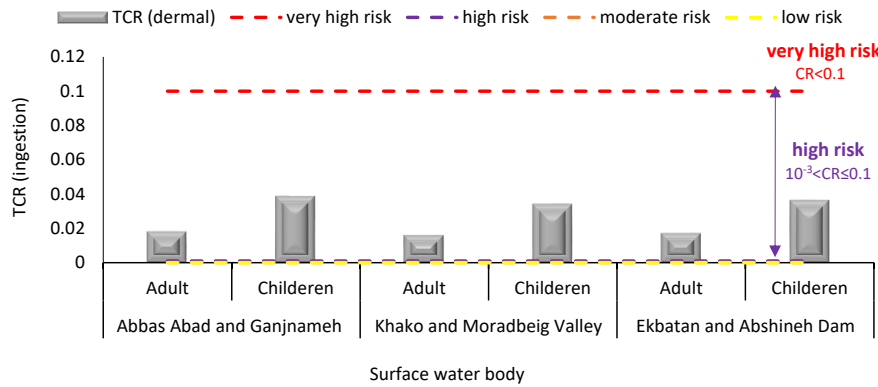 TCR (dermal) very high risk high risk moderate risk low risk
TCR (ingestion)
0.12
0.1
0.08
0.06
0.04
0.02
0
very high risk
CR<0.1
high risk
10⁻³<CR≤0.1
Adult Childeren Adult Childeren Adult Childeren
Abbas Abad and Ganjnameh Khako and Moradbeig Valley Ekbatan and Abshineh Dam
Surface water body